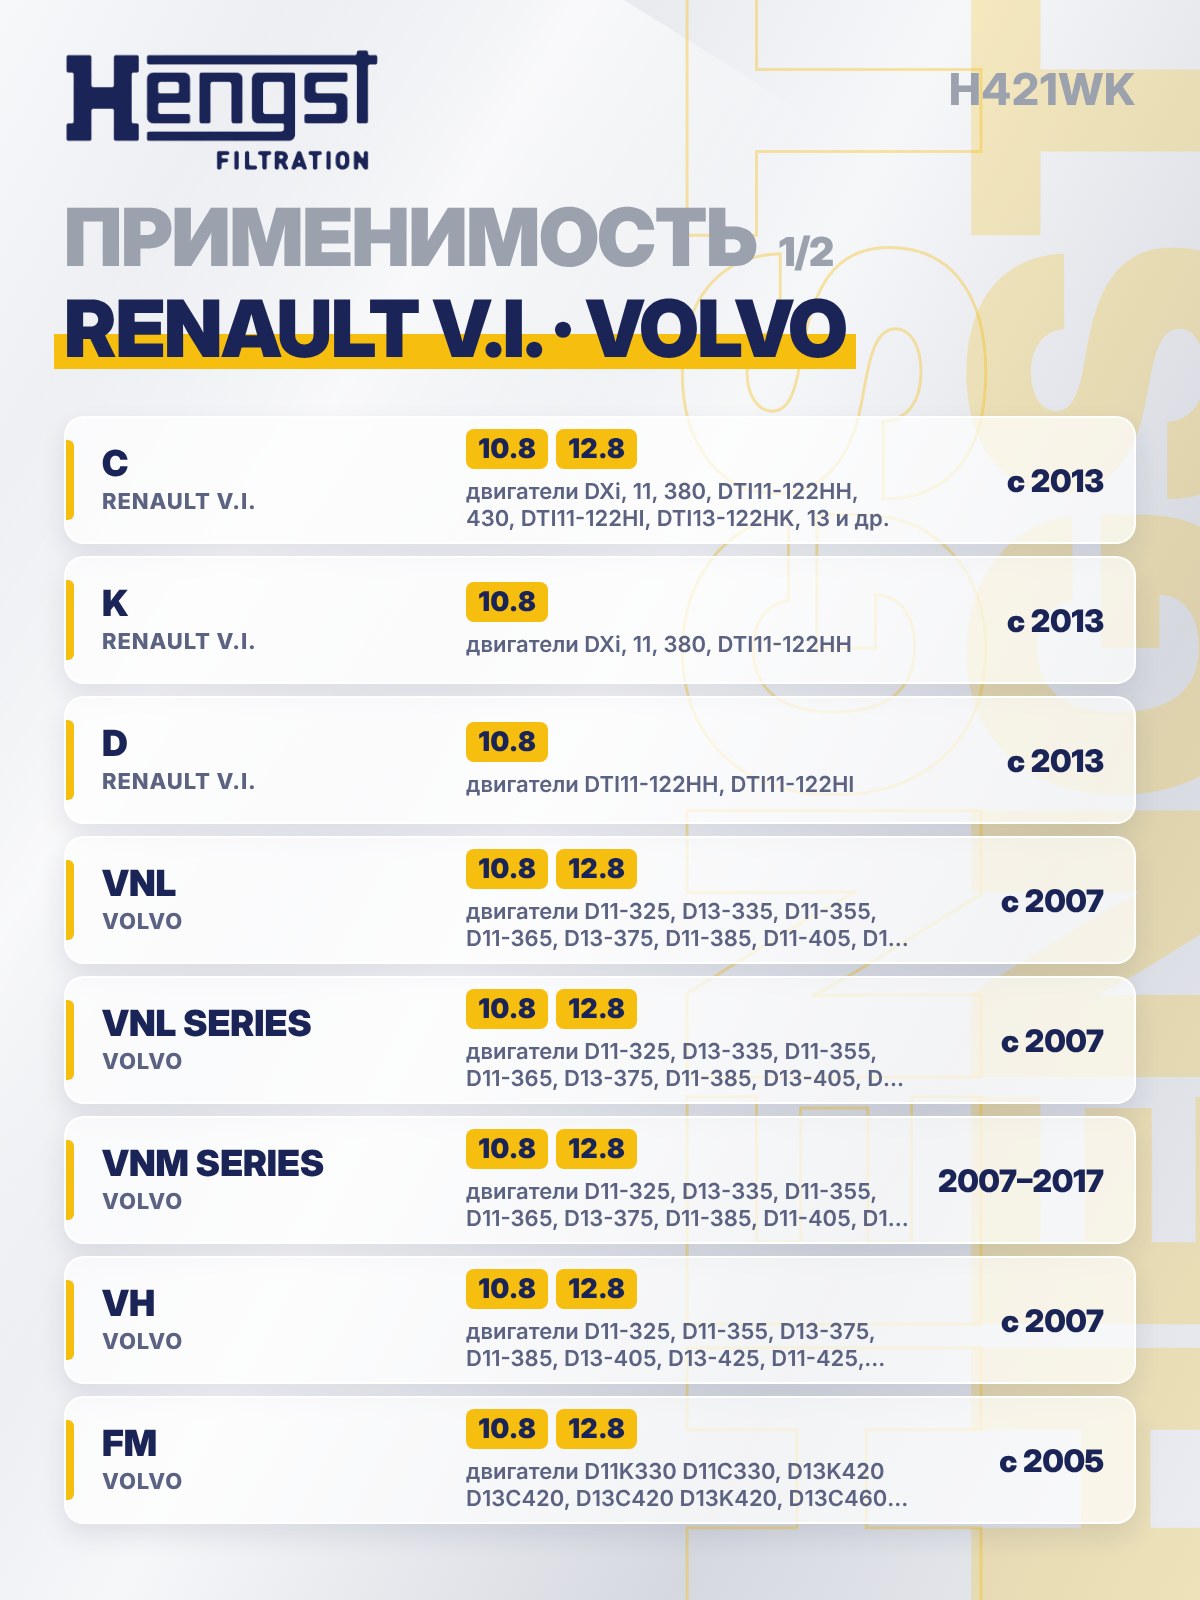 Hengst
FILTRATION
H421WK
ПРИМЕНИМОСТЬ 1/2
RENAULT V.I. · VOLVO
C
RENAULT V.I.
10.8 12.8
двигатели DXi, 11, 380, DTI11-122HH,
430, DTI11-122HI, DTI13-122HK, 13 и др.
с 2013
K
RENAULT V.I.
10.8
двигатели DXi, 11, 380, DTI11-122HH
с 2013
D
RENAULT V.I.
10.8
двигатели DTI11-122HH, DTI11-122HI
с 2013
VNL
VOLVO
10.8 12.8
двигатели D11-325, D13-335, D11-355,
D11-365, D13-375, D11-385, D11-405, D1...
с 2007
VNL SERIES
VOLVO
10.8 12.8
двигатели D11-325, D13-335, D11-355,
D11-365, D13-375, D11-385, D13-405, D...
с 2007
VNM SERIES
VOLVO
10.8 12.8
двигатели D11-325, D13-335, D11-355,
D11-365, D13-375, D11-385, D11-405, D1...
2007–2017
VH
VOLVO
10.8 12.8
двигатели D11-325, D11-355, D13-375,
D11-385, D13-405, D13-425, D11-425,...
с 2007
FM
VOLVO
10.8 12.8
двигатели D11K330 D11C330, D13K420
D13C420, D13C420 D13K420, D13C460...
с 2005
HENGST
HENGST